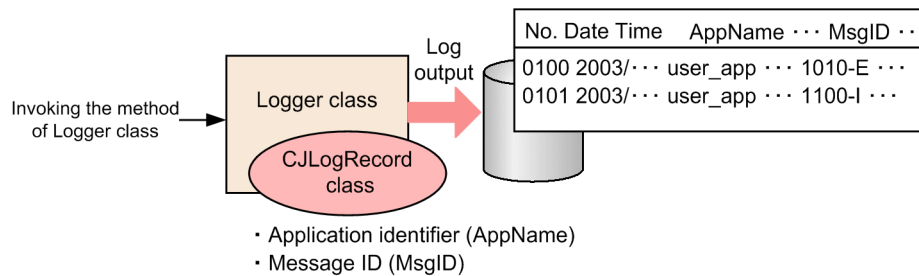 No. Date Time AppName ··· MsgID ··
0100 2003/··· user_app ··· 1010-E ···
0101 2003/··· user_app ··· 1100-I ···
Log
output
Logger class
Invoking the method
of Logger class
CJLogRecord
class
・Application identifier (AppName)
・Message ID (MsgID)